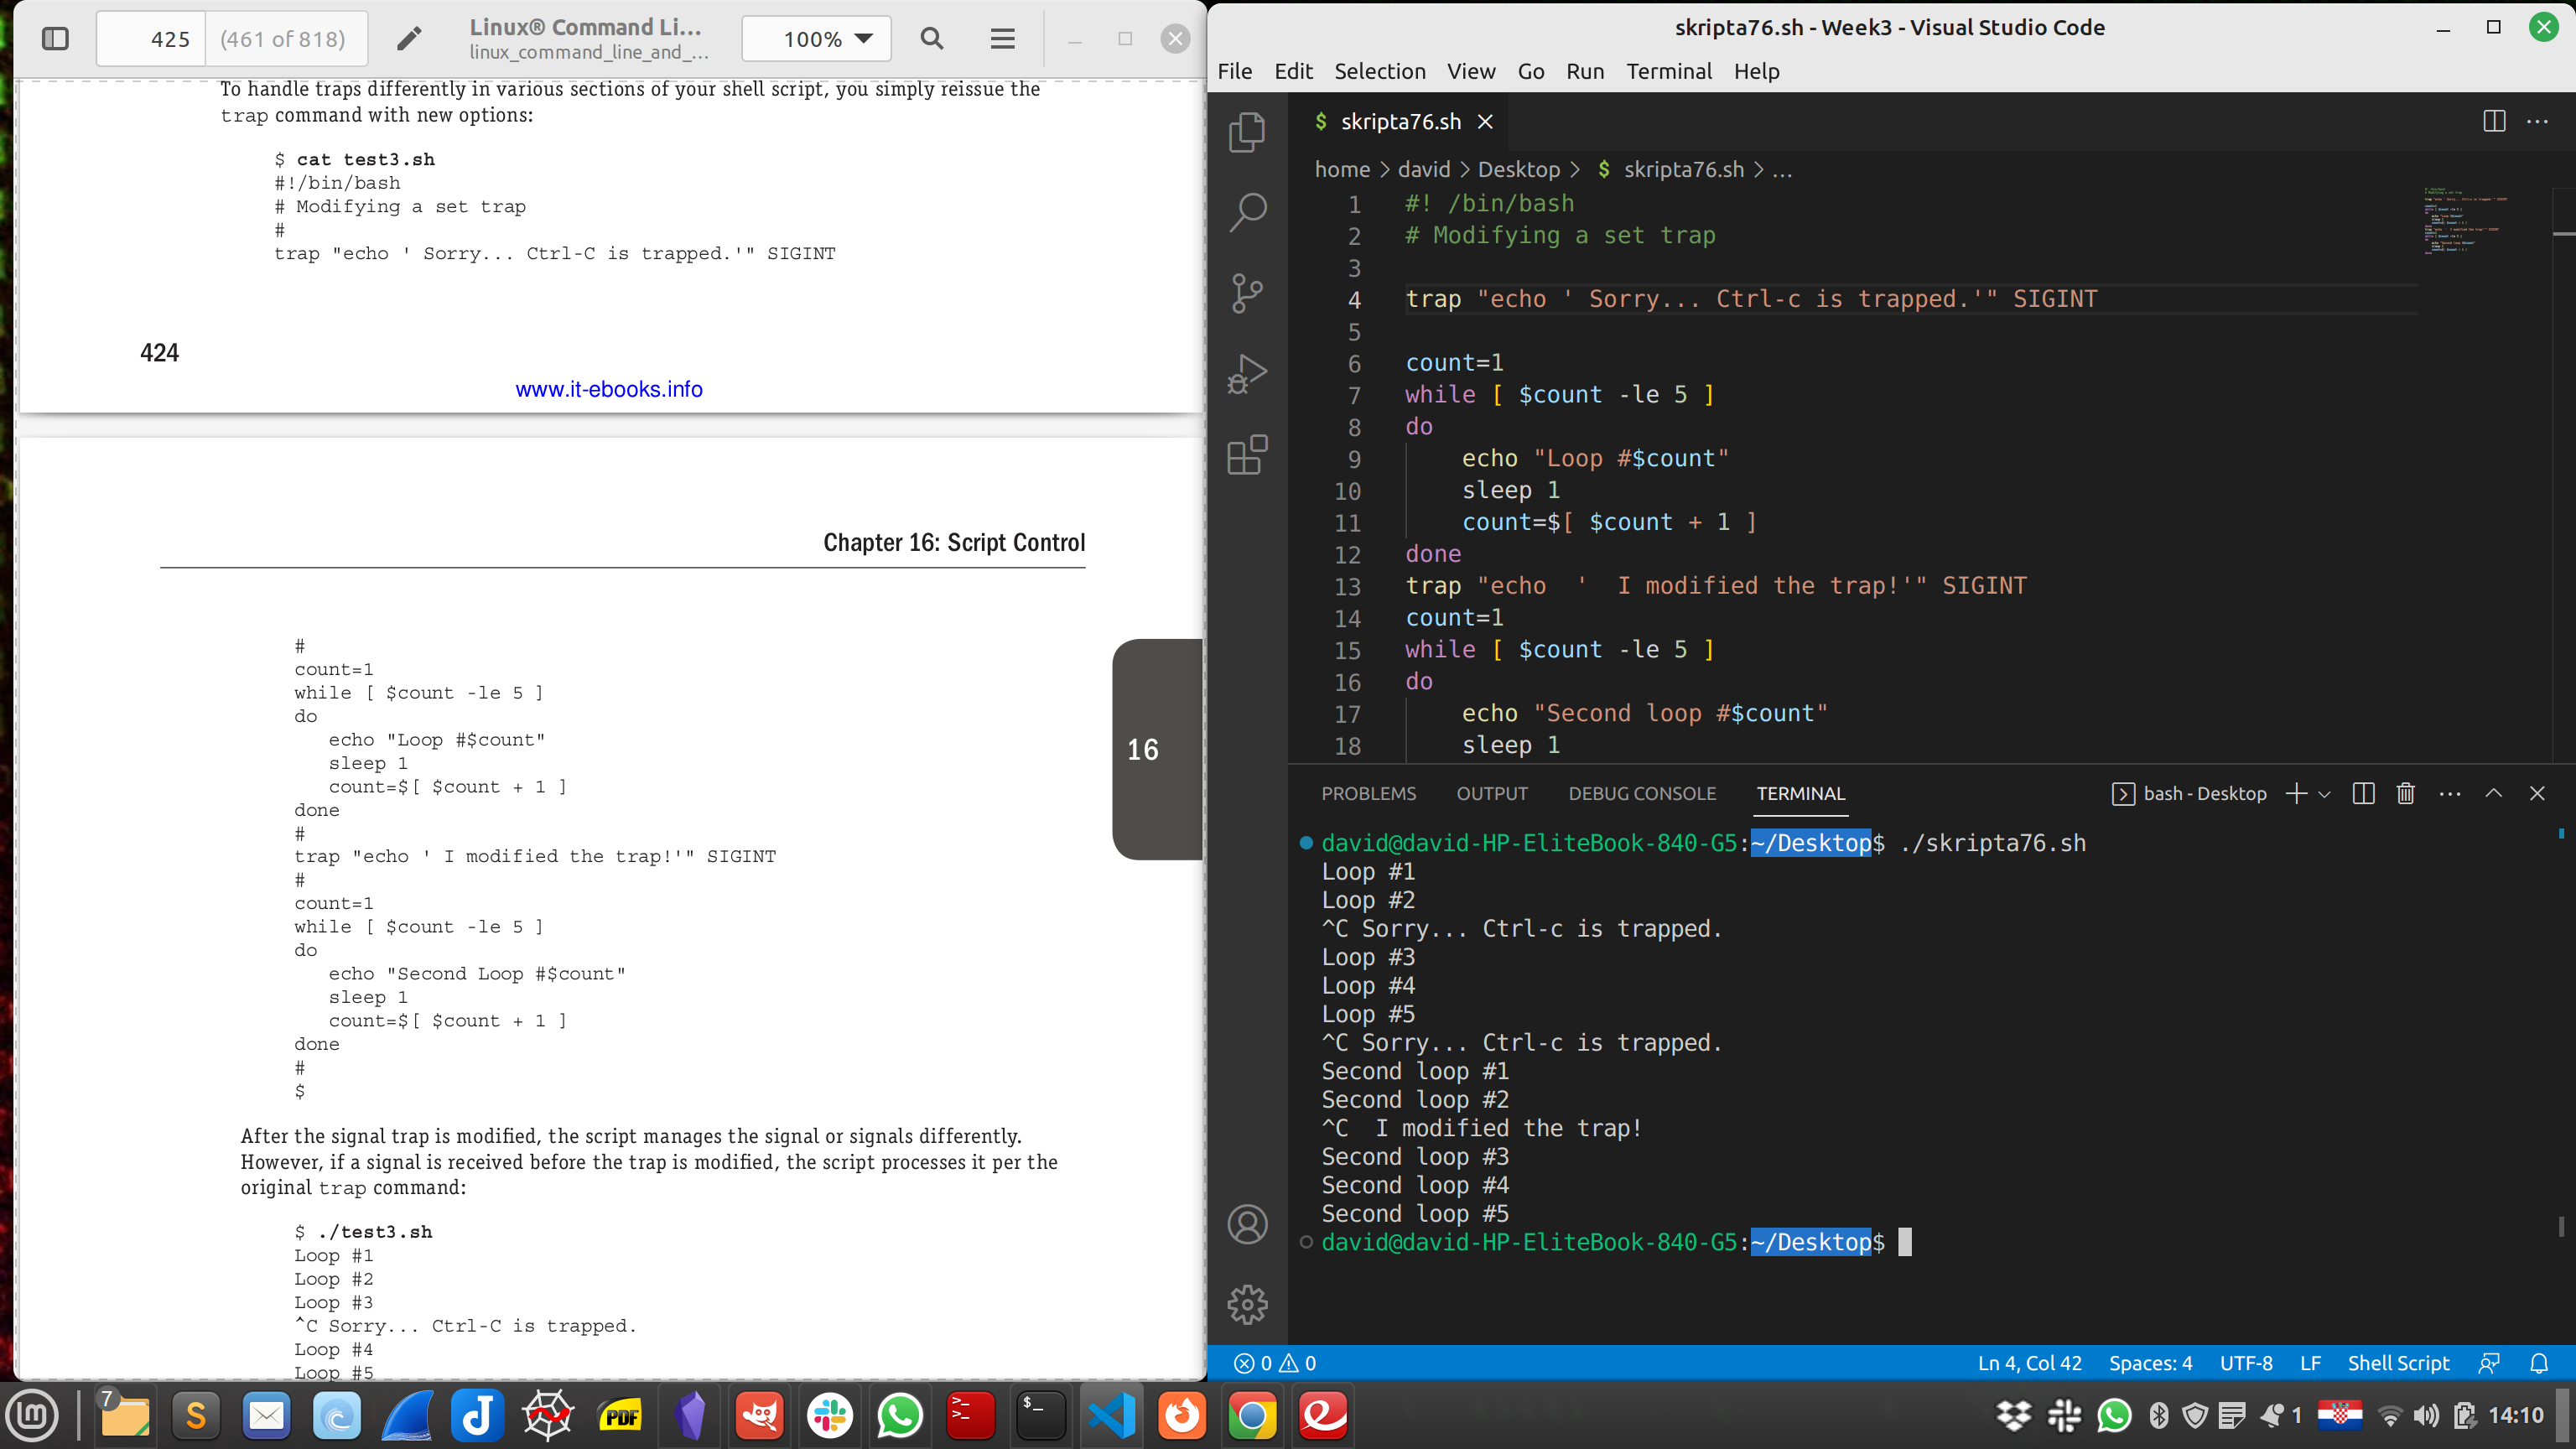 425 (461 of 818)
Linux® Command Li...
linux_command_line_and_...
100%
To handle traps differently in various sections of your shell script, you simply reissue the
trap command with new options:
$ cat test3.sh
#!/bin/bash
# Modifying a set trap
#
trap "echo ' Sorry... Ctrl-C is trapped.'" SIGINT
424
www.it-ebooks.info
Chapter 16: Script Control
16
#
count=1
while [ $count -le 5 ]
do
echo "Loop #$count"
sleep 1
count=$[ $count + 1 ]
done
#
trap "echo ' I modified the trap!'" SIGINT
#
count=1
while [ $count -le 5 ]
do
echo "Second Loop #$count"
sleep 1
count=$[ $count + 1 ]
done
#
$
After the signal trap is modified, the script manages the signal or signals differently.
However, if a signal is received before the trap is modified, the script processes it per the
original trap command:
$ ./test3.sh
Loop #1
Loop #2
Loop #3
^C Sorry... Ctrl-C is trapped.
Loop #4
Loop #5
skripta76.sh - Week3 - Visual Studio Code
File Edit Selection View Go Run Terminal Help
$ skripta76.sh
home > david > Desktop > $ skripta76.sh > ...
1 #! /bin/bash
2 # Modifying a set trap
3
4 trap "echo ' Sorry... Ctrl-c is trapped.'" SIGINT
5
6 count=1
7 while [ $count -le 5 ]
8 do
9 echo "Loop #$count"
10 sleep 1
11 count=$[ $count + 1 ]
12 done
13 trap "echo  '  I modified the trap!'" SIGINT
14 count=1
15 while [ $count -le 5 ]
16 do
17 echo "Second loop #$count"
18 sleep 1
PROBLEMS OUTPUT DEBUG CONSOLE TERMINAL bash - Desktop
david@david-HP-EliteBook-840-G5:~/Desktop$ ./skripta76.sh
Loop #1
Loop #2
^C Sorry... Ctrl-c is trapped.
Loop #3
Loop #4
Loop #5
^C Sorry... Ctrl-c is trapped.
Second loop #1
Second loop #2
^C  I modified the trap!
Second loop #3
Second loop #4
Second loop #5
david@david-HP-EliteBook-840-G5:~/Desktop$
0 0 Ln 4, Col 42 Spaces: 4 UTF-8 LF Shell Script
7 S J PDF $_ 1 14:10